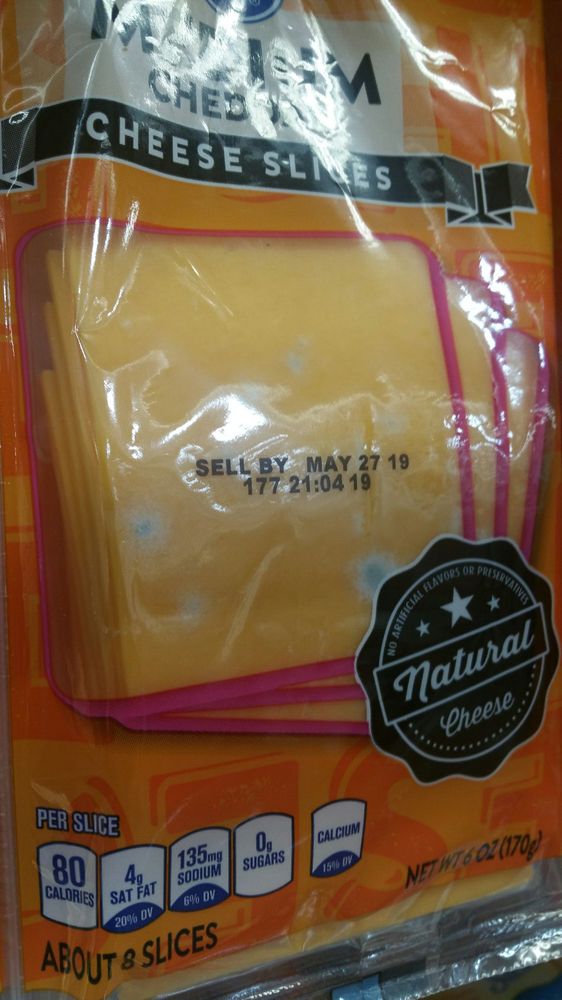 CHEESE SLICES
SELL BY MAY 27 19
177 21:04 19
NO ARTIFICIAL FLAVORS OR PRESERVATIVES
Natural
Cheese
PER SLICE
80
CALORIES
4g
SAT FAT
20% DV
135mg
SODIUM
6% DV
0g
SUGARS
CALCIUM
15% DV
NET WT 6 OZ (170g)
ABOUT 8 SLICES